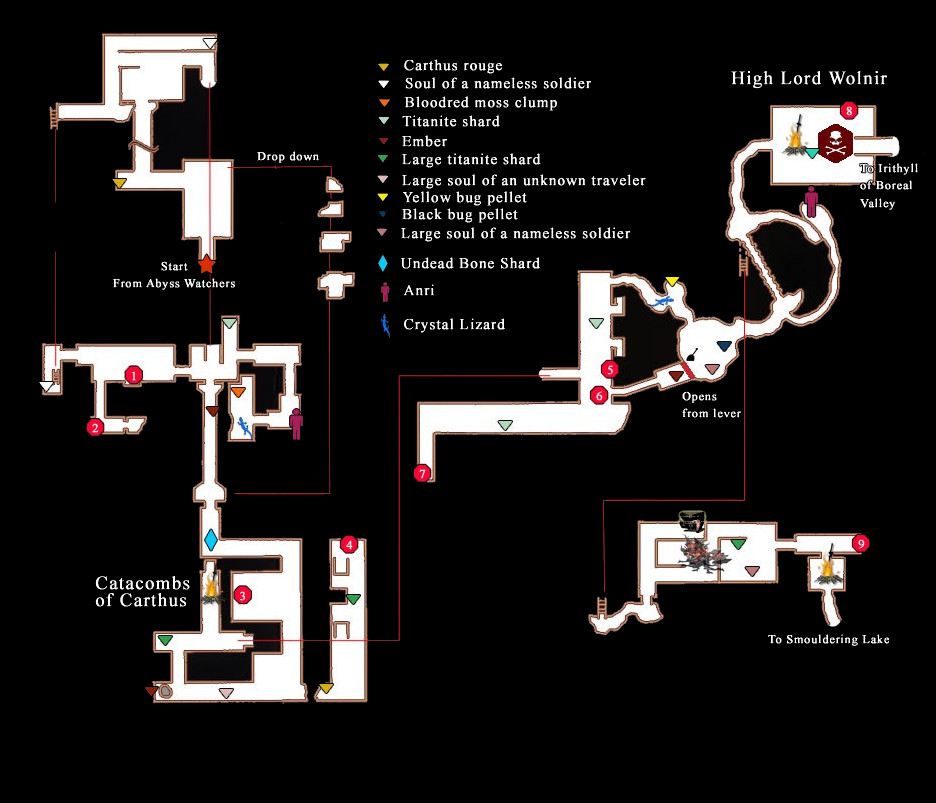 Carthus rouge
Soul of a nameless soldier
Bloodred moss clump
Titanite shard
Ember
Large titanite shard
Large soul of an unknown traveler
Yellow bug pellet
Black bug pellet
Large soul of a nameless soldier
Undead Bone Shard
Anri
Crystal Lizard
High Lord Wolnir
8
To Irithyll
of Boreal
Valley
Drop down
Start
From Abyss Watchers
1
2
5
6
Opens
from lever
7
4
3
Catacombs
of Carthus
9
To Smouldering Lake